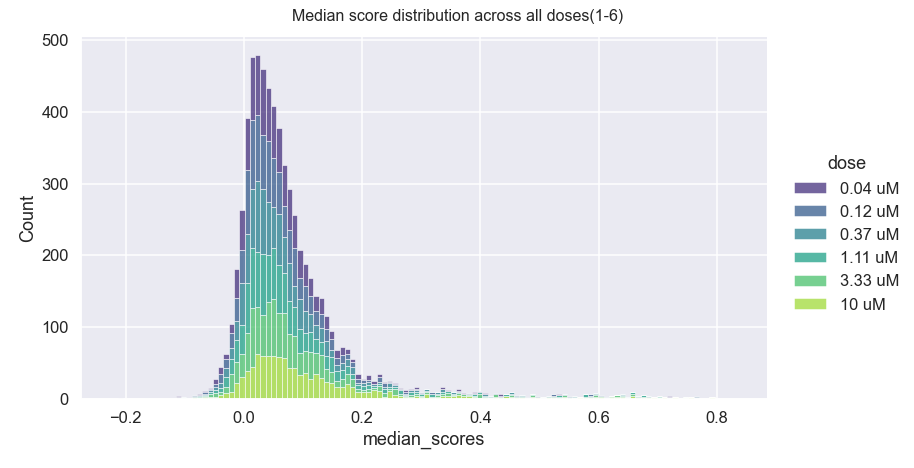 Median score distribution across all doses(1-6)
500
400
300
200
100
0
Count
−0.2
0.0
0.2
0.4
0.6
0.8
median_scores
dose
0.04 uM
0.12 uM
0.37 uM
1.11 uM
3.33 uM
10 uM